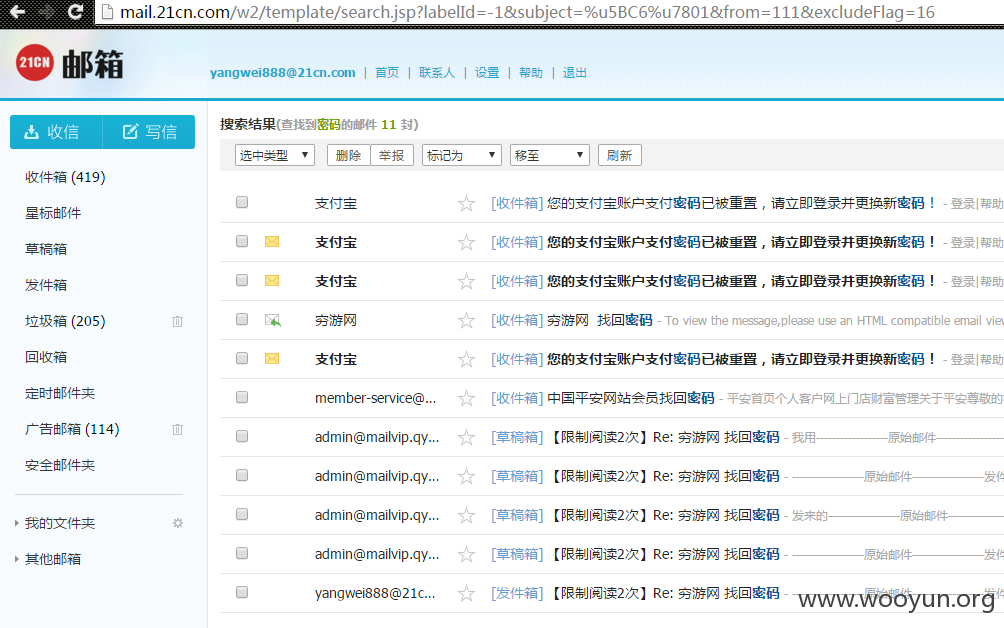 mail.21cn.com/w2/template/search.jsp?labelId=-1&subject=%u5BC6%u7801&from=111&excludeFlag=16
21CN 邮箱
yangwei888@21cn.com | 首页 | 联系人 | 设置 | 帮助 | 退出
收信 写信
收件箱 (419)
星标邮件
草稿箱
发件箱
垃圾箱 (205)
回收箱
定时邮件夹
广告邮箱 (114)
安全邮件夹
我的文件夹
其他邮箱
搜索结果(查找到密码的邮件 11 封)
选中类型 删除 举报 标记为 移至 刷新
支付宝 [收件箱] 您的支付宝账户支付密码已被重置，请立即登录并更换新密码！ - 登录|帮助
支付宝 [收件箱] 您的支付宝账户支付密码已被重置，请立即登录并更换新密码！ - 登录|帮助
支付宝 [收件箱] 您的支付宝账户支付密码已被重置，请立即登录并更换新密码！ - 登录|帮助
穷游网 [收件箱] 穷游网 找回密码 - To view the message,please use an HTML compatible email view
支付宝 [收件箱] 您的支付宝账户支付密码已被重置，请立即登录并更换新密码！ - 登录|帮助
member-service@... [收件箱] 中国平安网站会员找回密码 - 平安首页个人客户网上门店财富管理关于平安尊敬的
admin@mailvip.qy... [草稿箱] 【限制阅读2次】Re: 穷游网 找回密码 - 我用------------------原始邮件------------------
admin@mailvip.qy... [草稿箱] 【限制阅读2次】Re: 穷游网 找回密码 - ------------------原始邮件------------------发件
admin@mailvip.qy... [草稿箱] 【限制阅读2次】Re: 穷游网 找回密码 - 发来的------------------原始邮件------------------
admin@mailvip.qy... [草稿箱] 【限制阅读2次】Re: 穷游网 找回密码 - ------------------原始邮件------------------发件
yangwei888@21c... [发件箱] 【限制阅读2次】Re: 穷游网 找回密码 - ------------------原始邮件------------------发件
www.wooyun.org